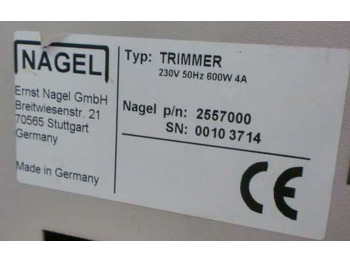 NAGEL
Ernst Nagel GmbH
Breitwiesenstr. 21
70565 Stuttgart
Germany
Made in Germany
Typ: TRIMMER
230V 50Hz 600W 4A
Nagel p/n: 2557000
SN: 0010 3714
CE